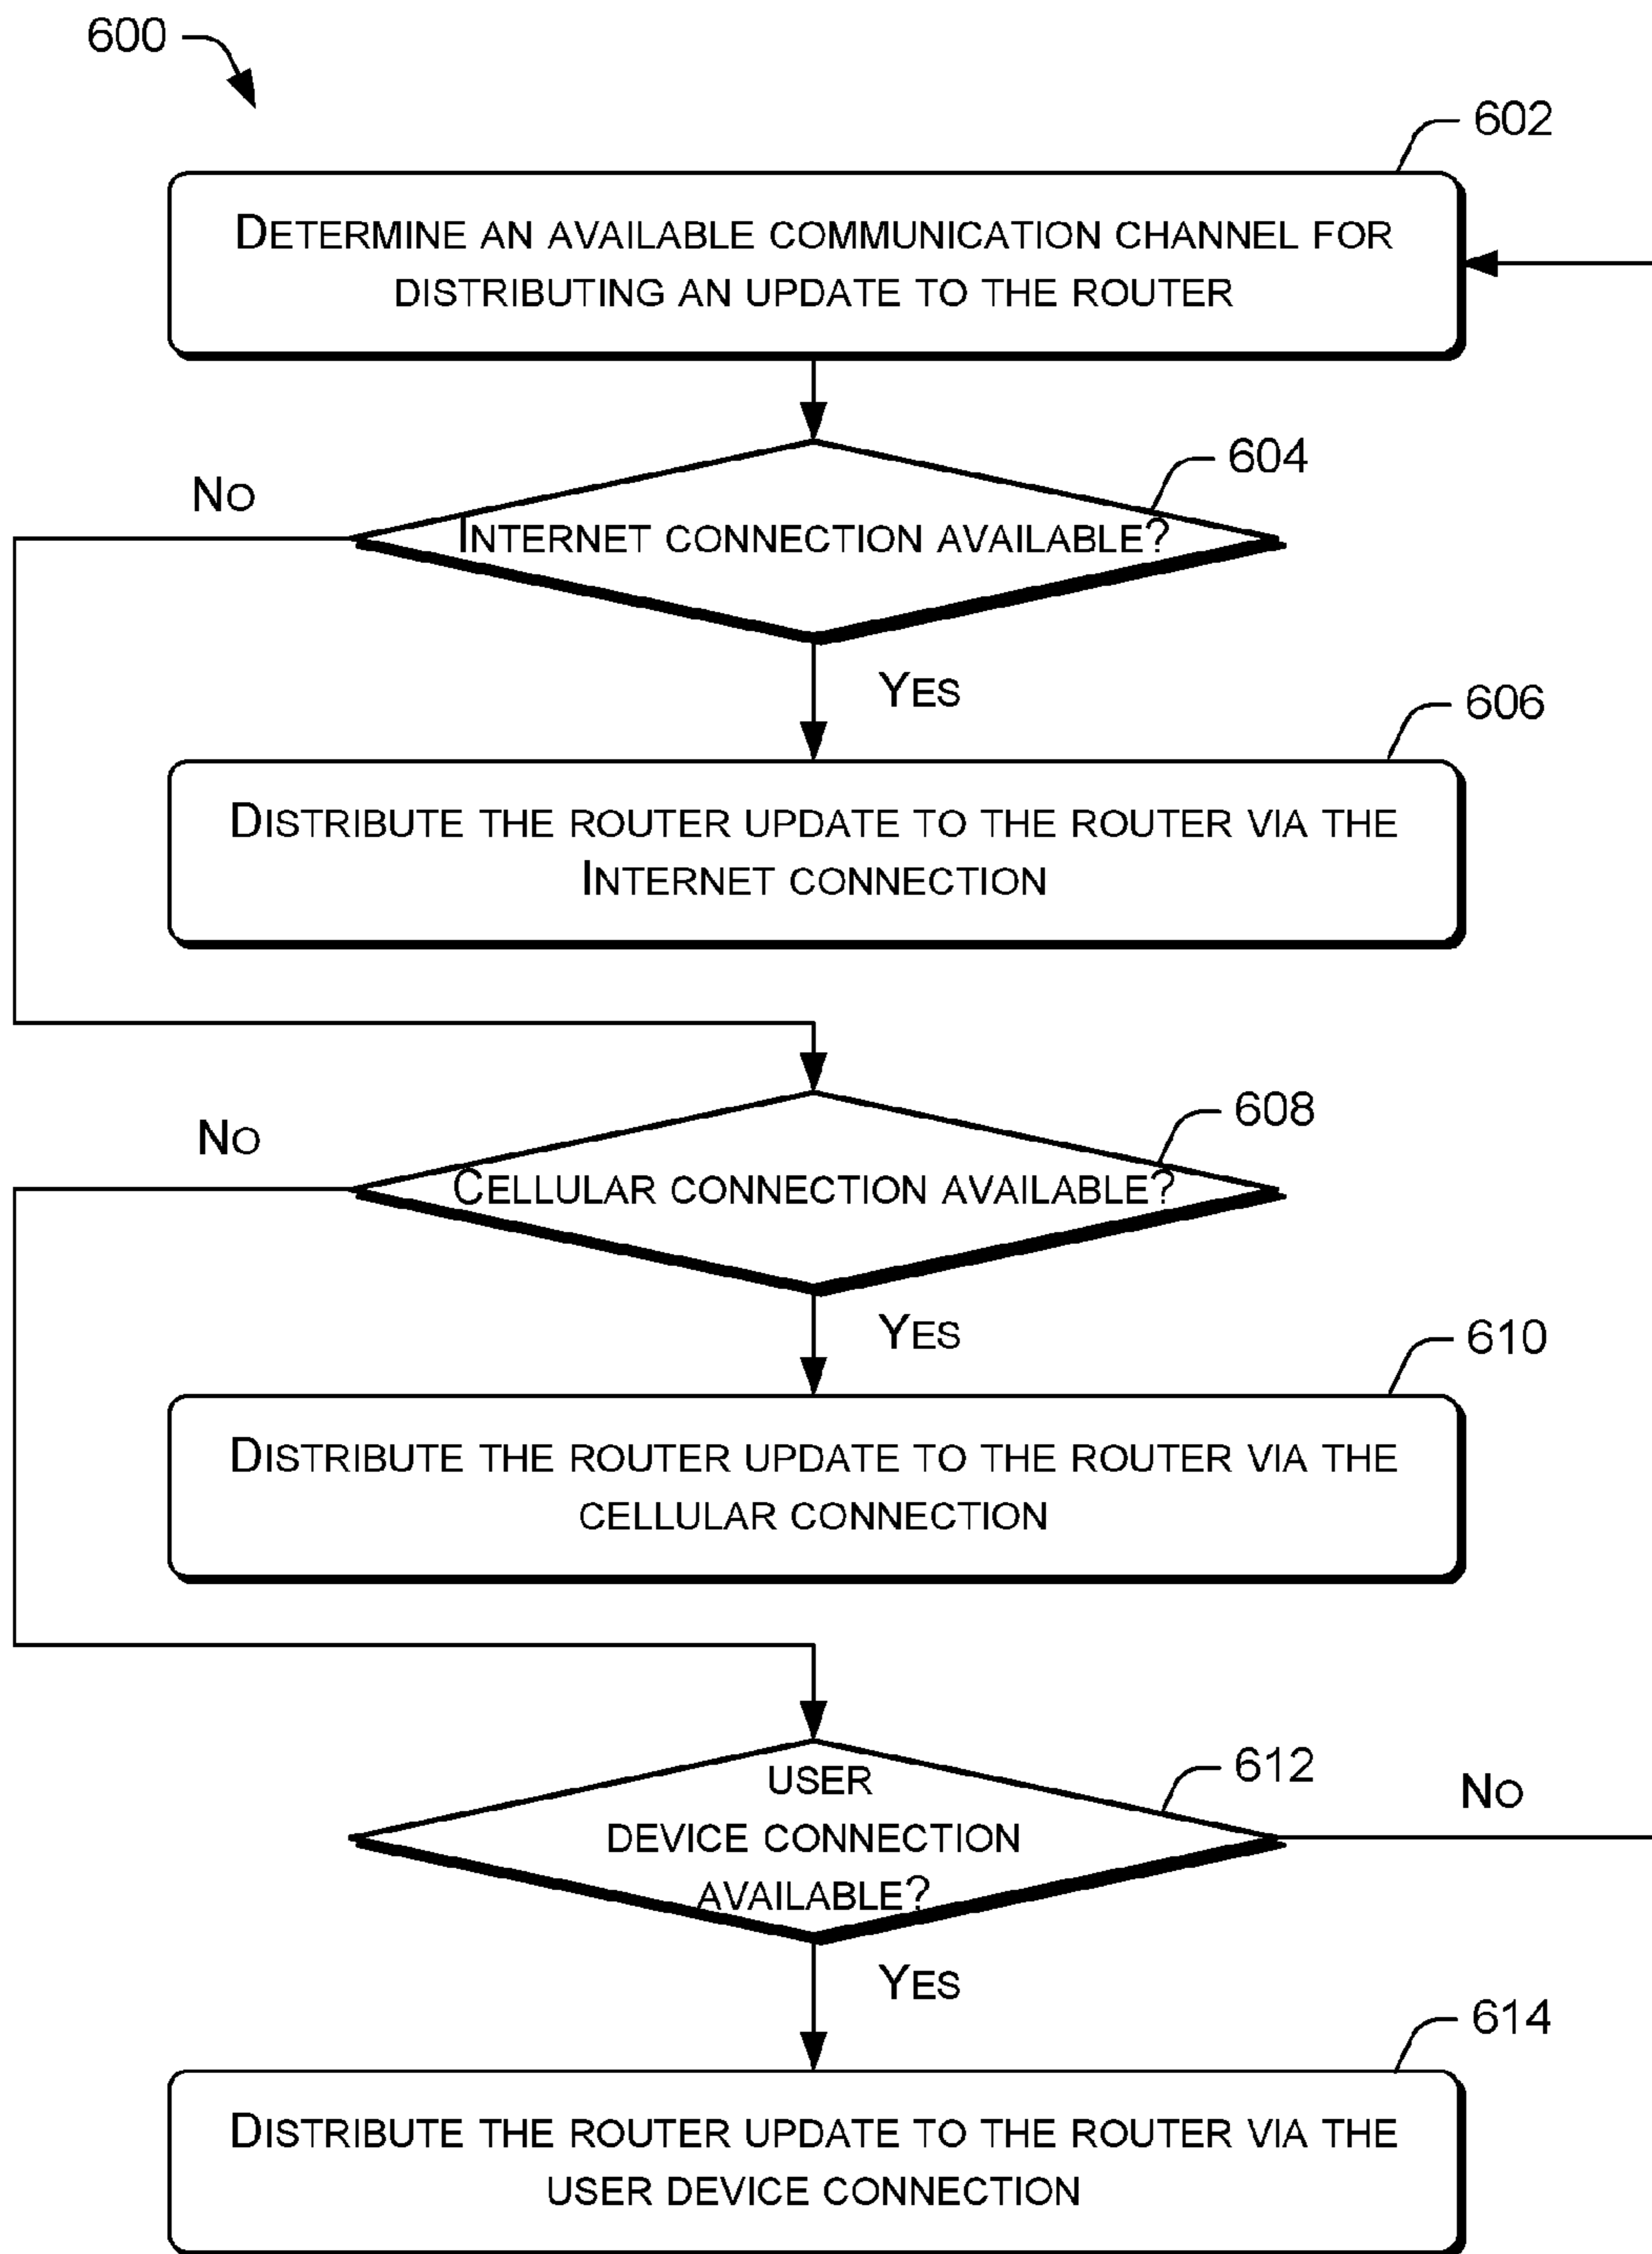 600
602
DETERMINE AN AVAILABLE COMMUNICATION CHANNEL FOR
DISTRIBUTING AN UPDATE TO THE ROUTER
604
NO
INTERNET CONNECTION AVAILABLE?
YES
606
DISTRIBUTE THE ROUTER UPDATE TO THE ROUTER VIA THE
INTERNET CONNECTION
608
NO
CELLULAR CONNECTION AVAILABLE?
YES
610
DISTRIBUTE THE ROUTER UPDATE TO THE ROUTER VIA THE
CELLULAR CONNECTION
612
NO
USER
DEVICE CONNECTION
AVAILABLE?
YES
614
DISTRIBUTE THE ROUTER UPDATE TO THE ROUTER VIA THE
USER DEVICE CONNECTION